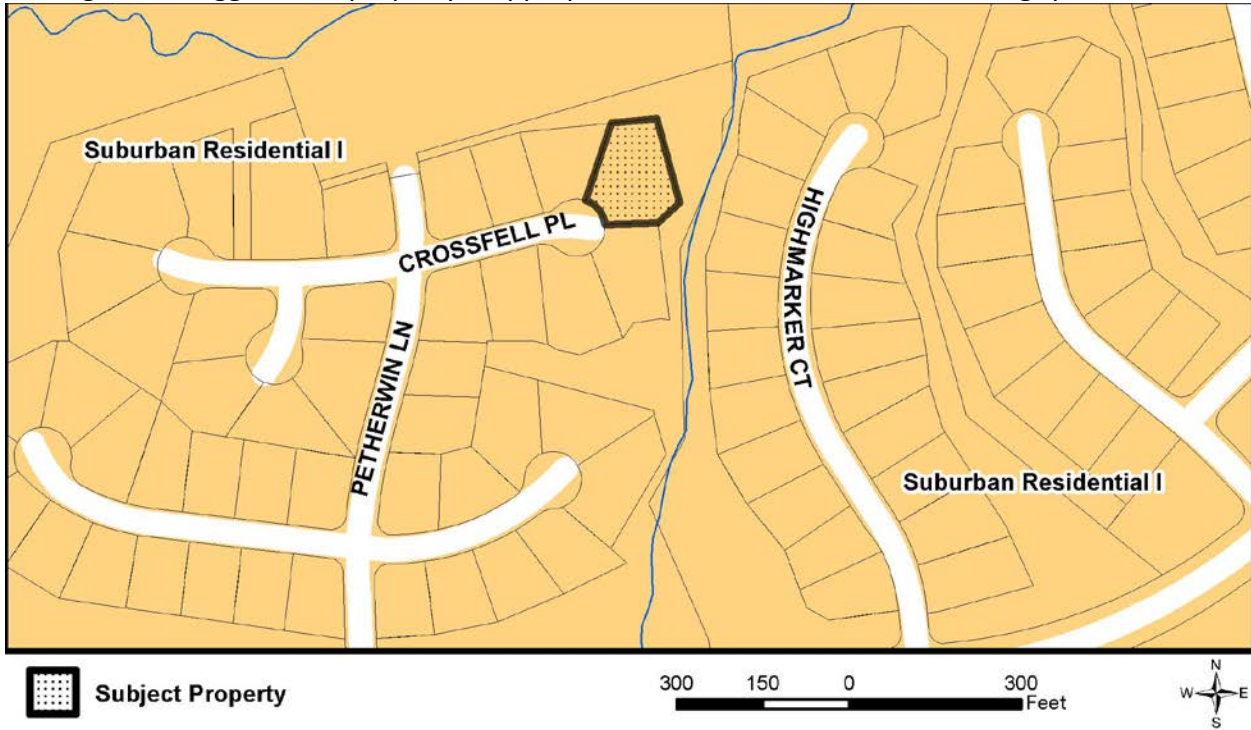 Suburban Residential I
CROSSFELL PL
PETHERWIN LN
HIGHMARKER CT
Suburban Residential I
Subject Property
300 150 0 300
Feet
N
W E
S